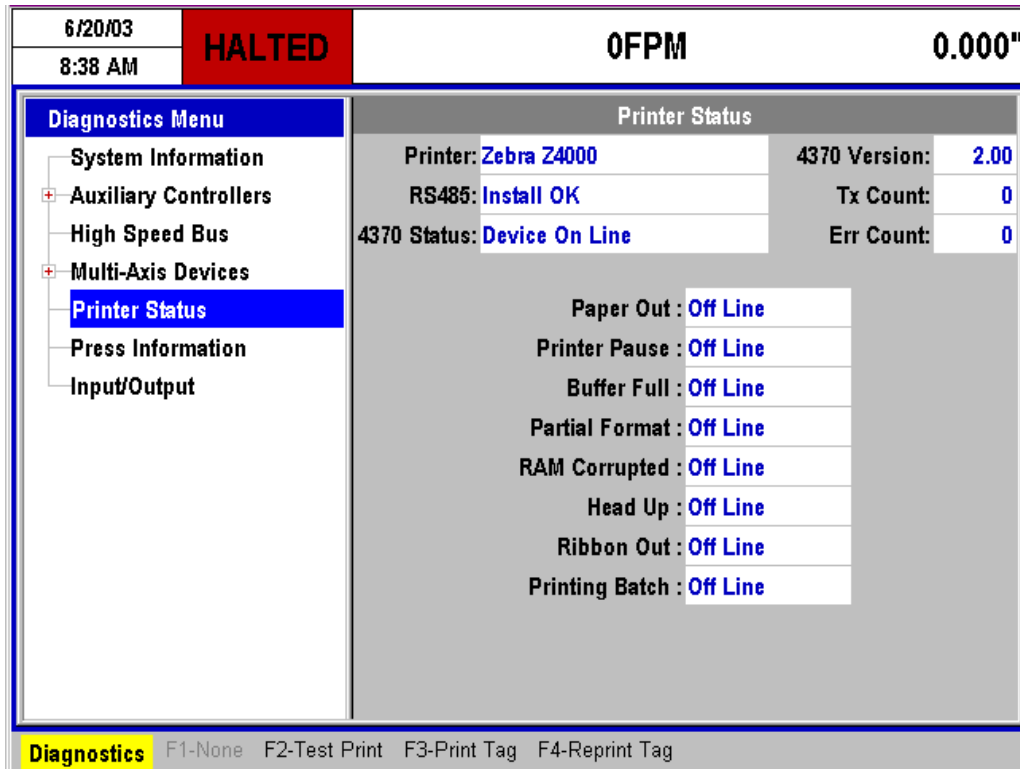 6/20/03
8:38 AM
HALTED
0FPM
0.000"
Diagnostics Menu
System Information
Auxiliary Controllers
High Speed Bus
Multi-Axis Devices
Printer Status
Press Information
Input/Output
Printer Status
Printer: Zebra Z4000 4370 Version: 2.00
RS485: Install OK Tx Count: 0
4370 Status: Device On Line Err Count: 0
Paper Out : Off Line
Printer Pause : Off Line
Buffer Full : Off Line
Partial Format : Off Line
RAM Corrupted : Off Line
Head Up : Off Line
Ribbon Out : Off Line
Printing Batch : Off Line
Diagnostics F1-None F2-Test Print F3-Print Tag F4-Reprint Tag